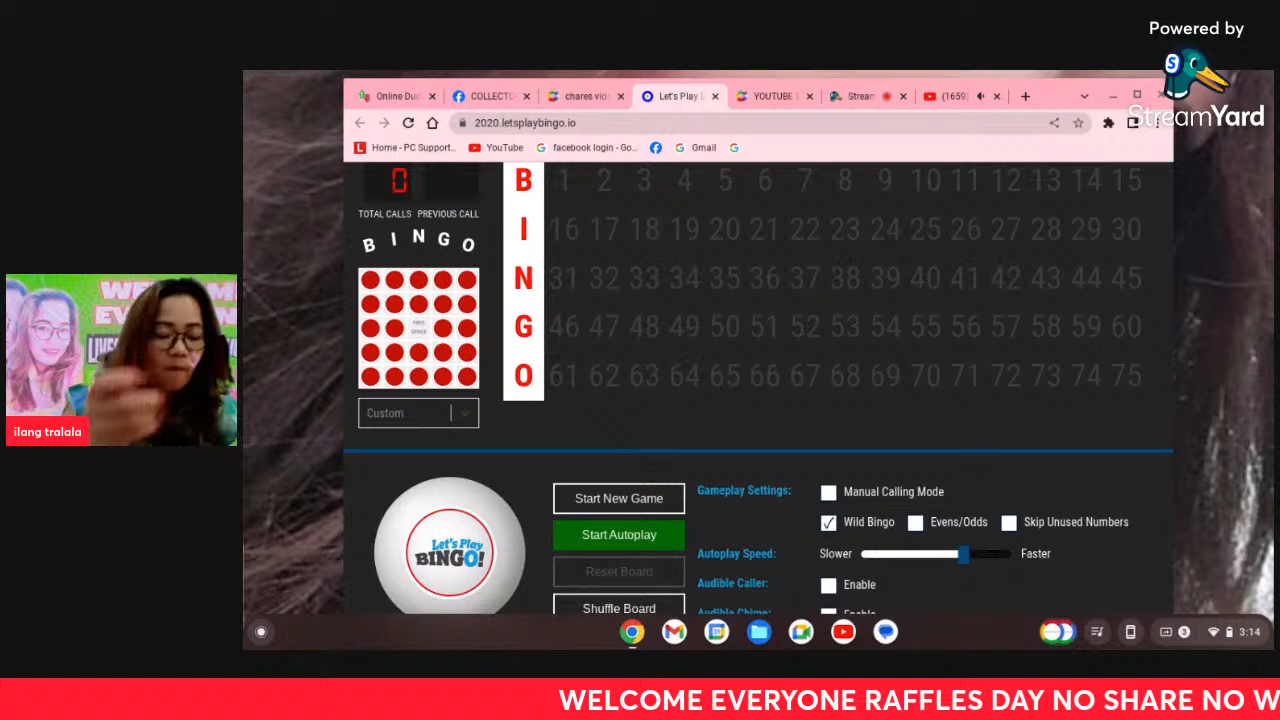 Powered by
StreamYard
Online Du
COLLECTO
chares vid
Let's Play B
YOUTUBE
Stream
(1659)
2020.letsplaybingo.io
Home - PC Support...
YouTube
facebook login - Go...
Gmail
0
TOTAL CALLS PREVIOUS CALL
B I N G O
Custom
B 1 2 3 4 5 6 7 8 9 10 11 12 13 14 15
I 16 17 18 19 20 21 22 23 24 25 26 27 28 29 30
N 31 32 33 34 35 36 37 38 39 40 41 42 43 44 45
G 46 47 48 49 50 51 52 53 54 55 56 57 58 59 60
O 61 62 63 64 65 66 67 68 69 70 71 72 73 74 75
ilang tralala
Let's Play
BINGO!
Start New Game
Start Autoplay
Reset Board
Shuffle Board
Gameplay Settings:
Manual Calling Mode
Wild Bingo
Evens/Odds
Skip Unused Numbers
Autoplay Speed:
Slower
Faster
Audible Caller:
Enable
Audible Chime:
Enable
3:14
WELCOME EVERYONE RAFFLES DAY NO SHARE NO W